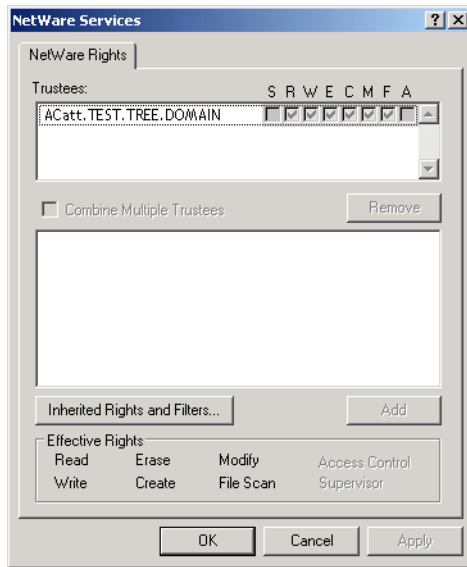 NetWare Services
NetWare Rights
Trustees: S R W E C M F A
ACatt.TEST.TREE.DOMAIN
Combine Multiple Trustees Remove
Inherited Rights and Filters... Add
Effective Rights
Read Erase Modify Access Control
Write Create File Scan Supervisor
OK Cancel Apply